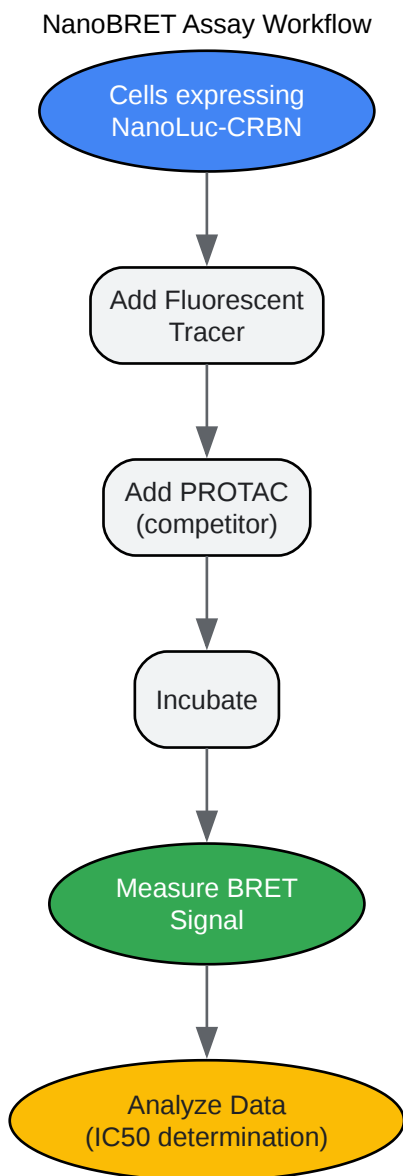 NanoBRET Assay Workflow
Cells expressing
NanoLuc-CRBN
Add Fluorescent
Tracer
Add PROTAC
(competitor)
Incubate
Measure BRET
Signal
Analyze Data
(IC50 determination)